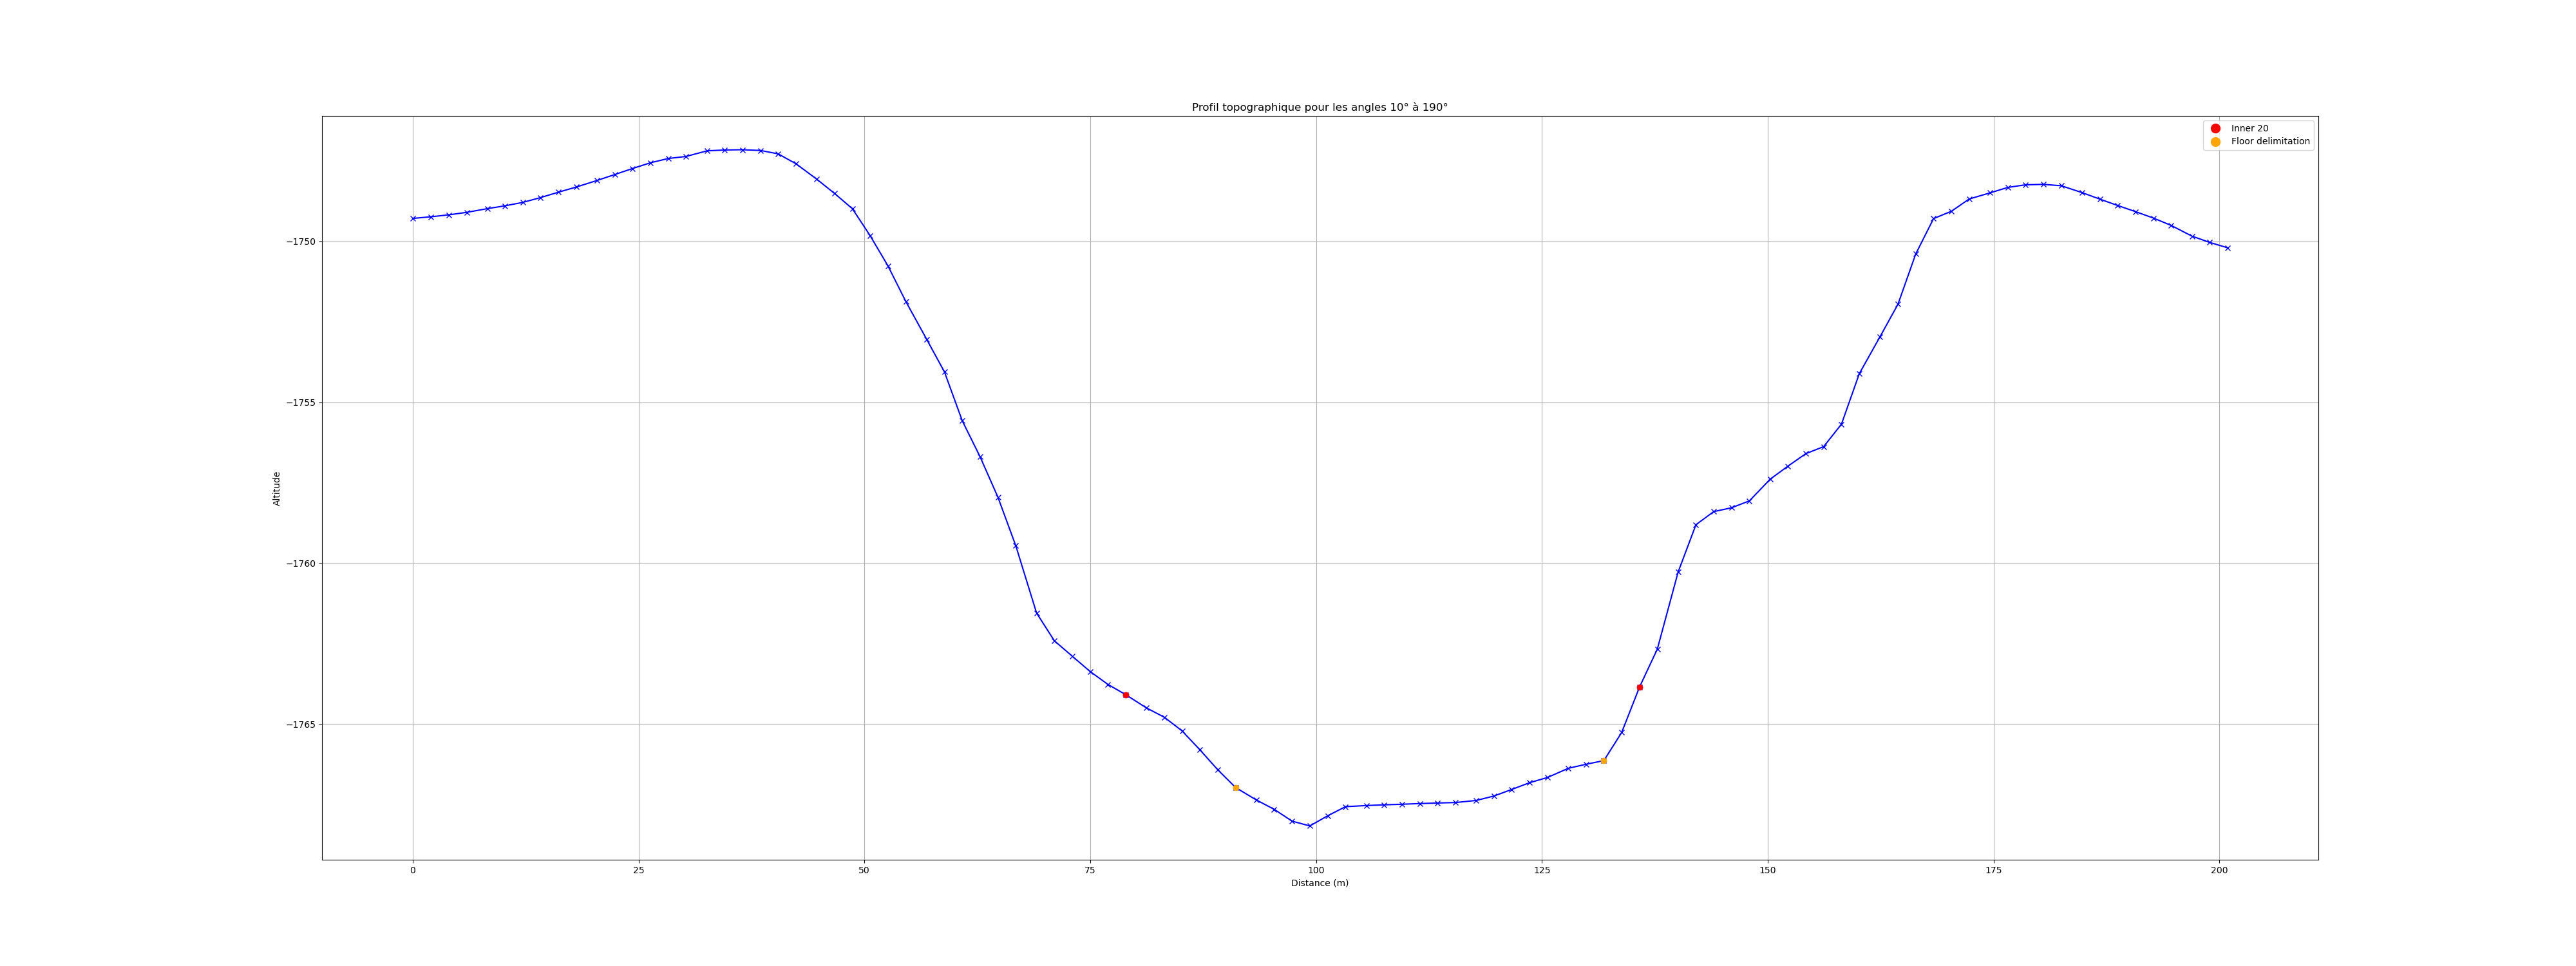 Profil topographique pour les angles 10° à 190°
Inner 20
Floor delimitation
−1750
−1755
−1760
−1765
Altitude
0 25 50 75 100 125 150 175 200
Distance (m)